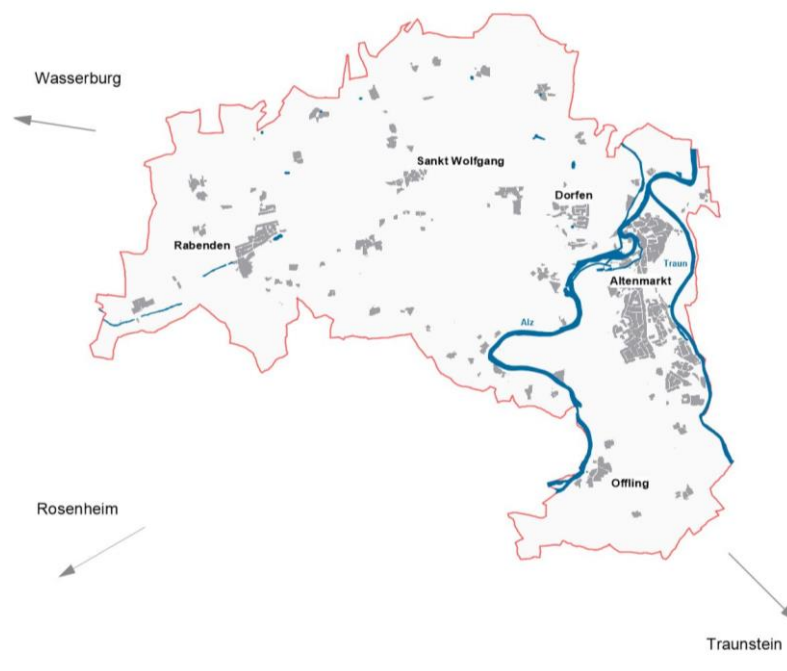 Wasserburg
Sankt Wolfgang
Dorfen
Rabenden
Traun
Altenmarkt
Alz
Offling
Rosenheim
Traunstein